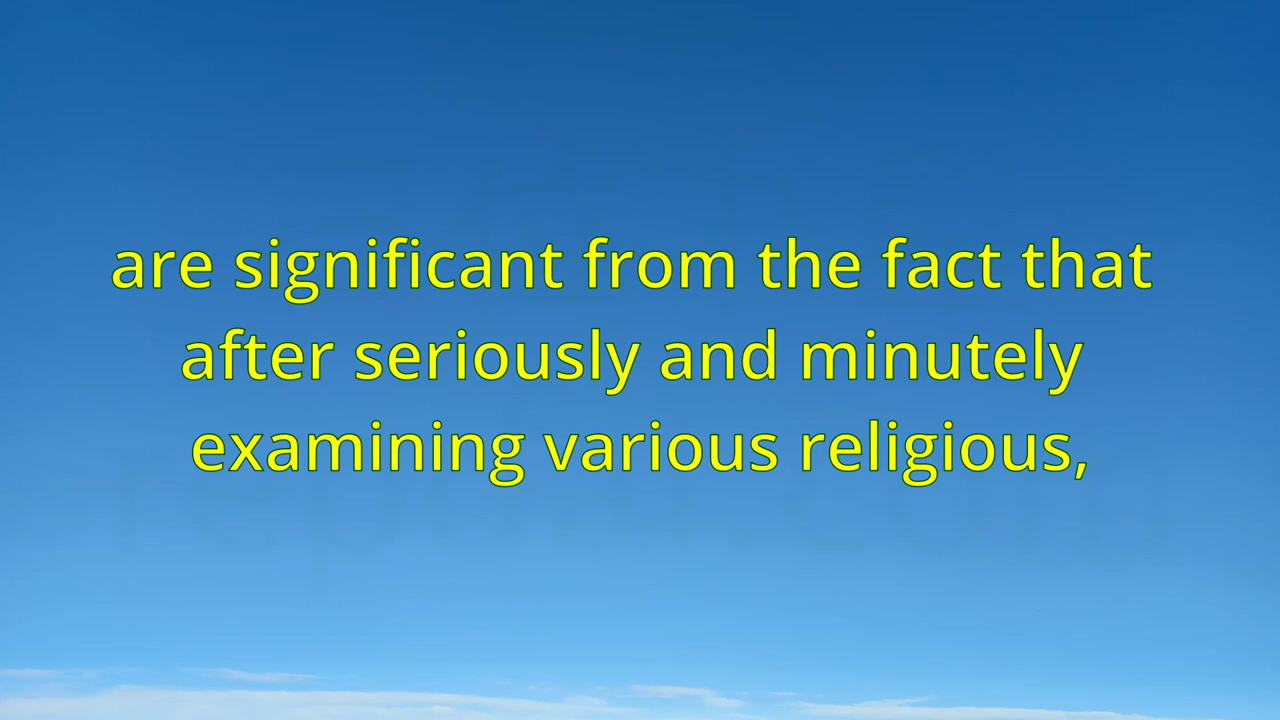 are significant from the fact that
after seriously and minutely
examining various religious,